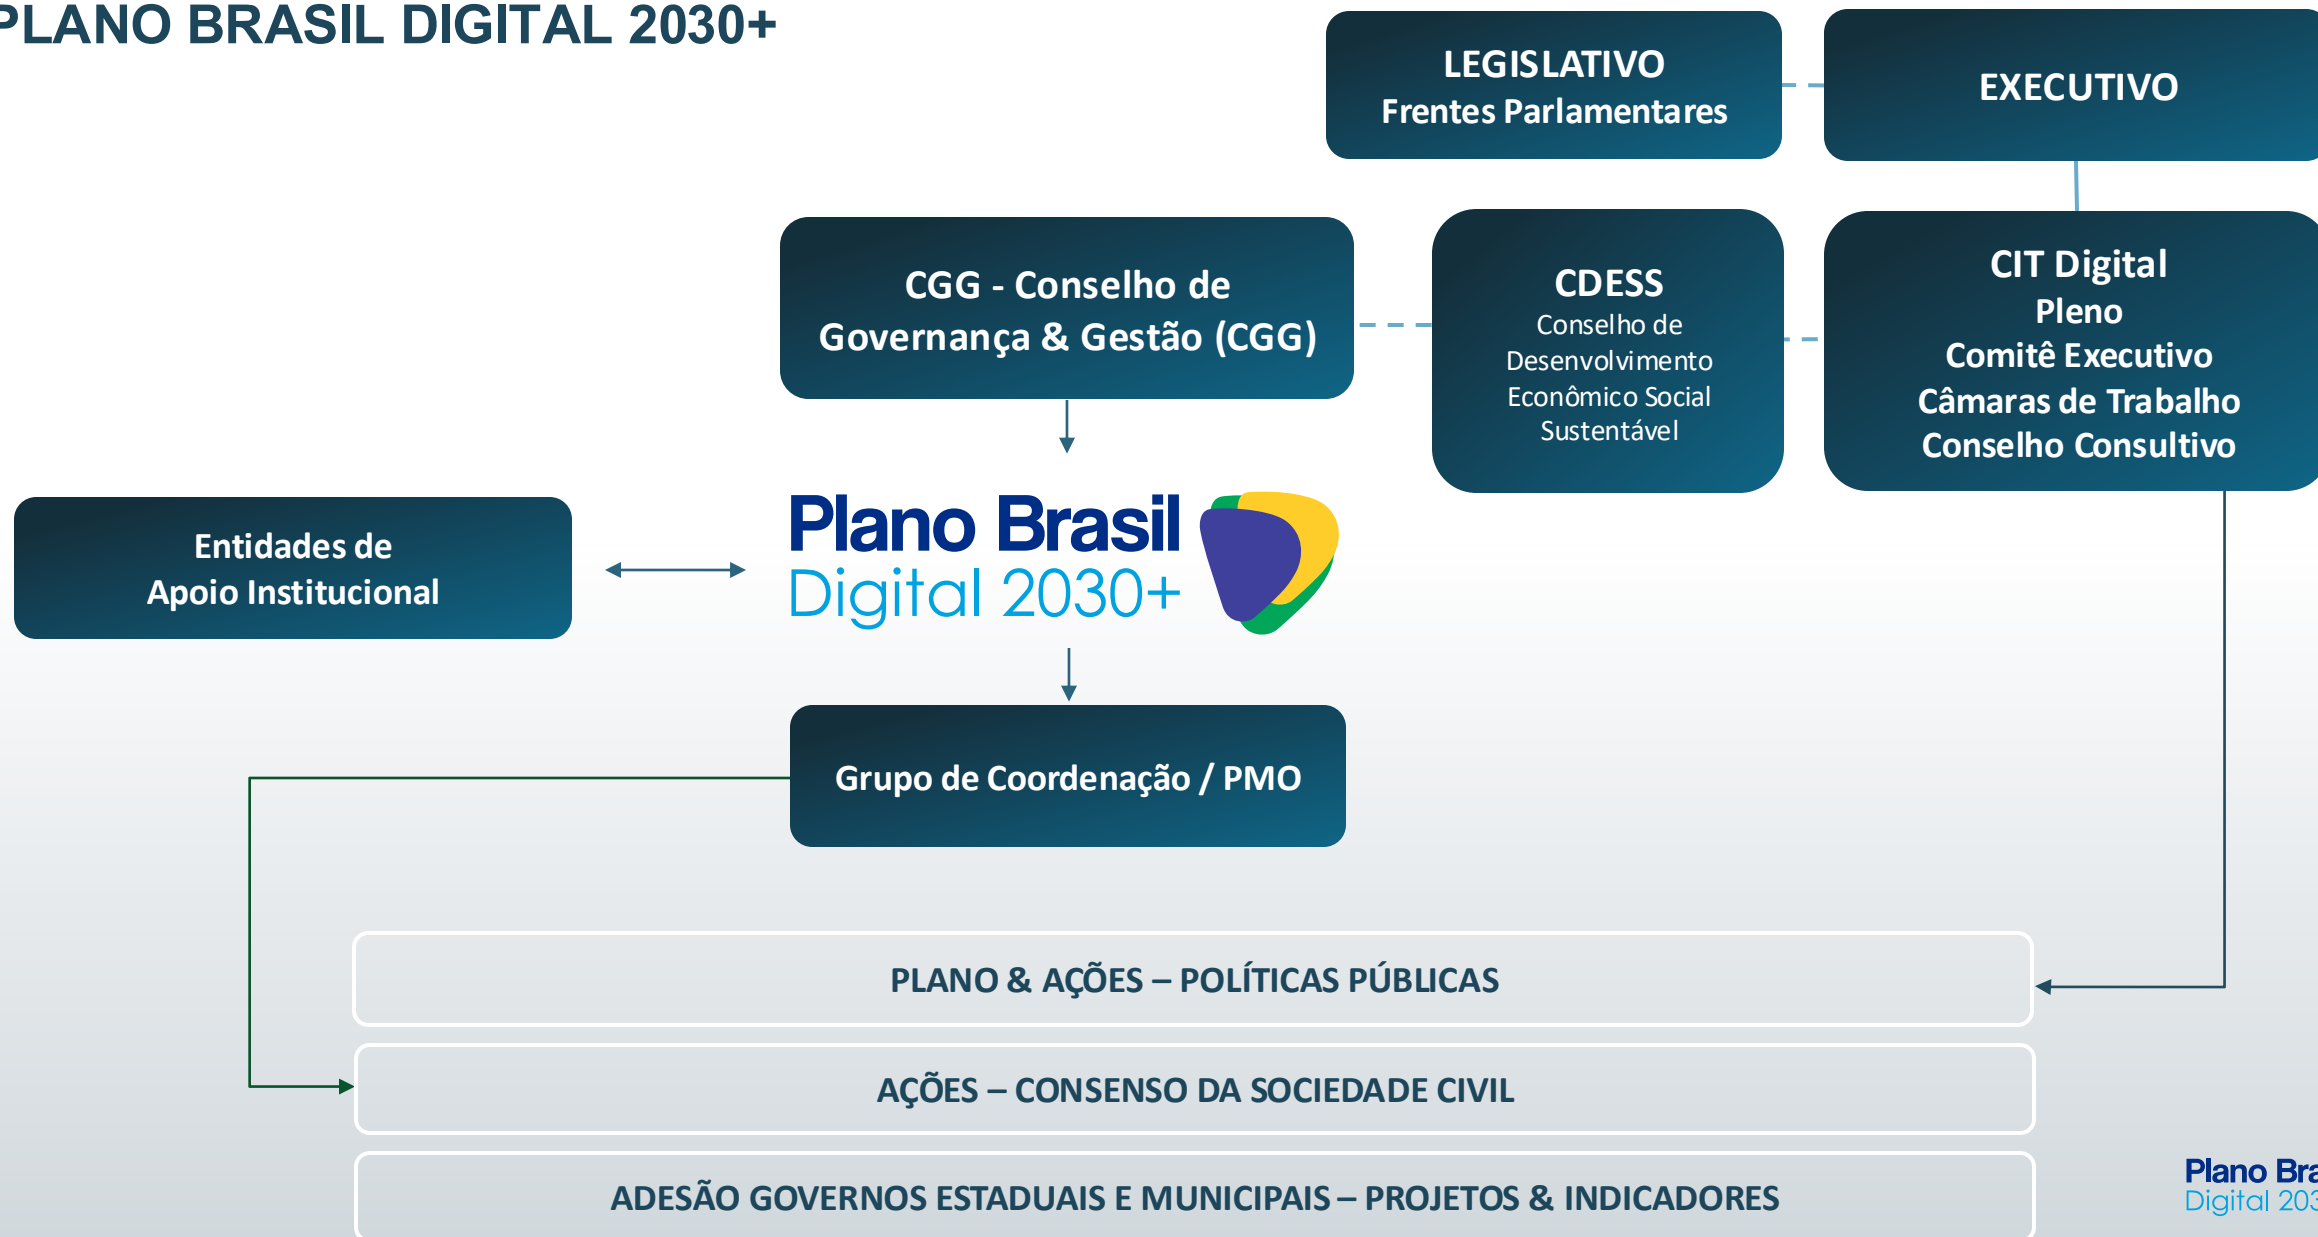 PLANO BRASIL DIGITAL 2030+
LEGISLATIVO
Frentes Parlamentares
EXECUTIVO
CGG - Conselho de
Governança & Gestão (CGG)
CDESS
Conselho de
Desenvolvimento
Econômico Social
Sustentável
CIT Digital
Pleno
Comitê Executivo
Câmaras de Trabalho
Conselho Consultivo
Entidades de
Apoio Institucional
Plano Brasil
Digital 2030+
Grupo de Coordenação / PMO
PLANO & AÇÕES – POLÍTICAS PÚBLICAS
AÇÕES – CONSENSO DA SOCIEDADE CIVIL
ADESÃO GOVERNOS ESTADUAIS E MUNICIPAIS – PROJETOS & INDICADORES
Plano
Digital